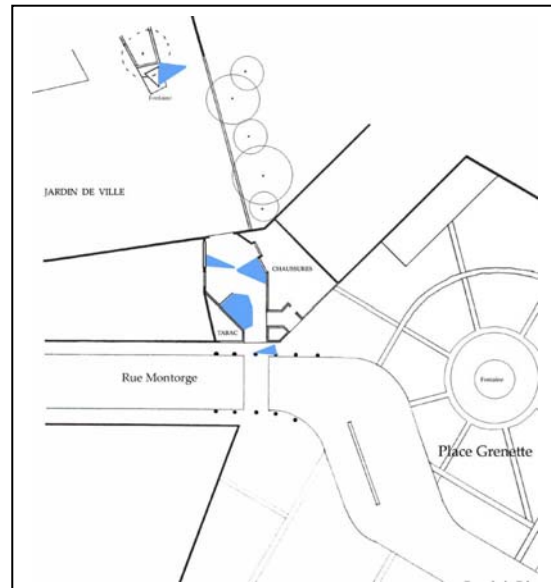 Fontaine
JARDIN DE VILLE
CHAUSSURES
TABAC
Rue Montorge
Fontaine
Place Grenette